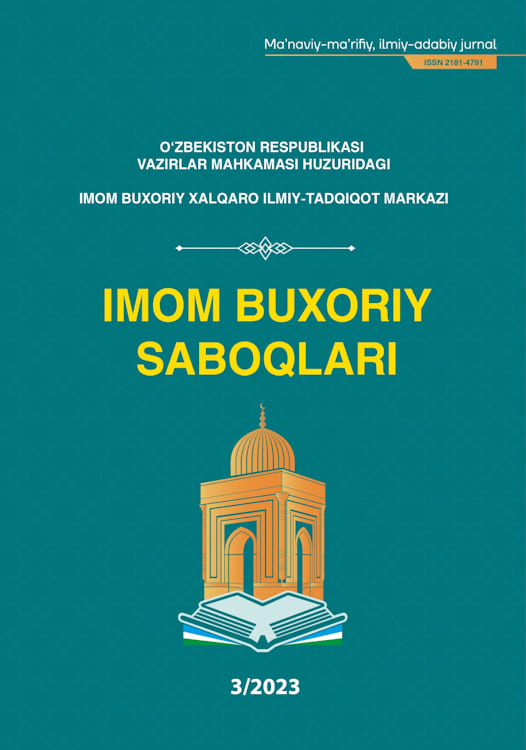 Ma'naviy-ma'rifiy, ilmiy-adabiy jurnal
ISSN 2181-4791
O‘ZBEKISTON RESPUBLIKASI
VAZIRLAR MAHKAMASI HUZURIDAGI
IMOM BUXORIY XALQARO ILMIY-TADQIQOT MARKAZI
IMOM BUXORIY
SABOQLARI
3/2023